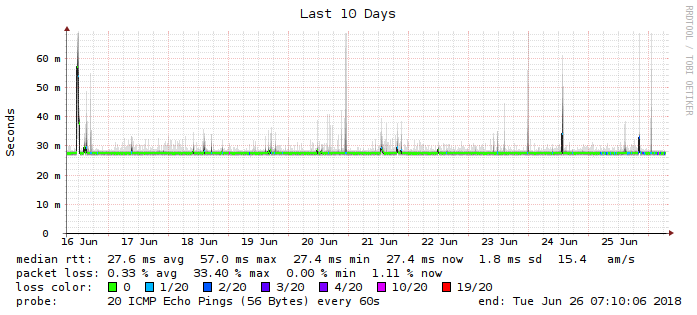 Last 10 Days
RRDTOOL / TOBI OETIKER
Seconds
60 m
50 m
40 m
30 m
20 m
10 m
0
16 Jun 17 Jun 18 Jun 19 Jun 20 Jun 21 Jun 22 Jun 23 Jun 24 Jun 25 Jun
median rtt: 27.6 ms avg 57.0 ms max 27.4 ms min 27.4 ms now 1.8 ms sd 15.4 am/s
packet loss: 0.33 % avg 33.40 % max 0.00 % min 1.11 % now
loss color: 0 1/20 2/20 3/20 4/20 10/20 19/20
probe: 20 ICMP Echo Pings (56 Bytes) every 60s end: Tue Jun 26 07:10:06 2018